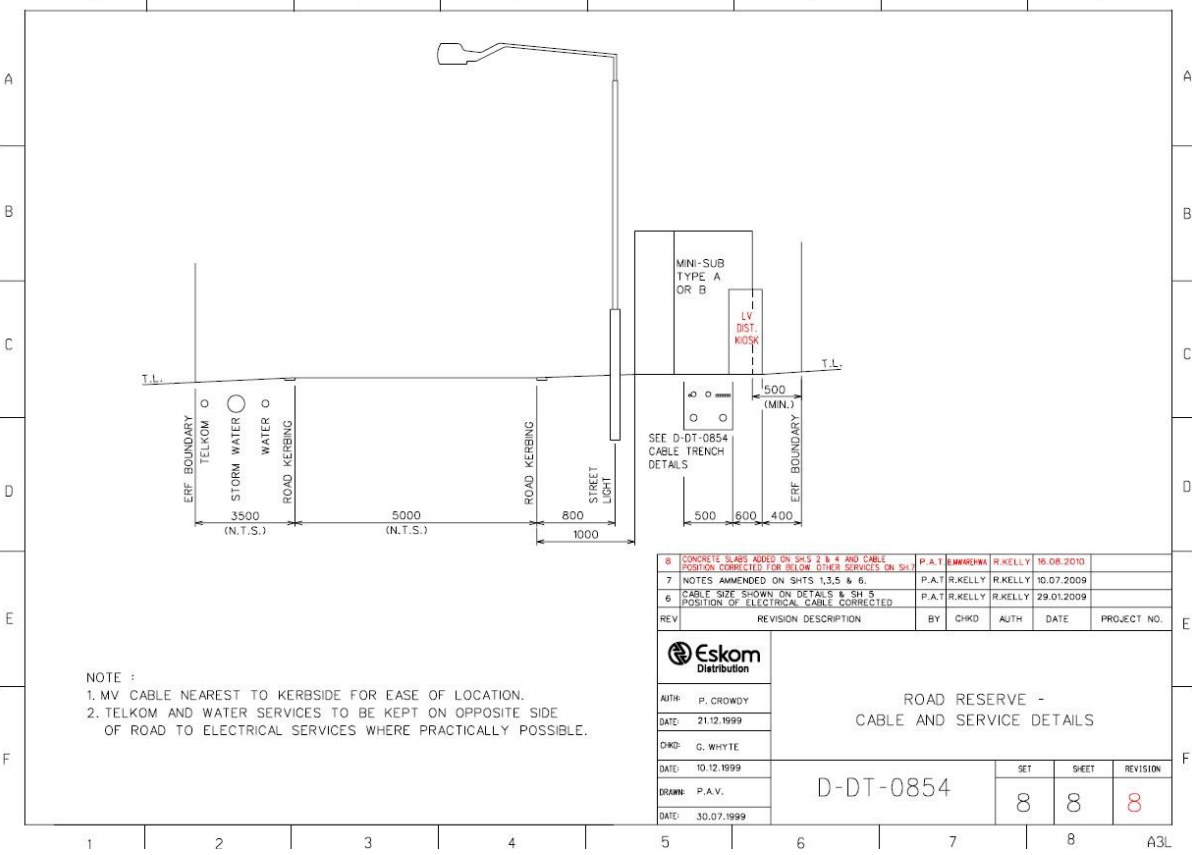 A
A
B
B
C
C
D
D
E
E
F
F
MINI-SUB
TYPE A
OR B
LV
DIST.
KIOSK
T.L.
T.L.
500
(MIN.)
ERF BOUNDARY
TELKOM
STORM WATER
WATER
ROAD KERBING
ROAD KERBING
STREET
LIGHT
SEE D-DT-0854
CABLE TRENCH
DETAILS
ERF BOUNDARY
3500
(N.T.S.)
5000
(N.T.S.)
800
1000
500
600
400
8 CONCRETE SLABS ADDED ON SH.S 2 & 4 AND CABLE
POSITION CORRECTED FOR BELOW OTHER SERVICES ON SH.7
P.A.T. R.KELLY 16.08.2010
7 NOTES AMMENDED ON SHTS 1,3,5 & 6. P.A.T R.KELLY R.KELLY 10.07.2009
6 CABLE SIZE SHOWN ON DETAILS & SH 5
POSITION OF ELECTRICAL CABLE CORRECTED
P.A.T R.KELLY R.KELLY 29.01.2009
REV REVISION DESCRIPTION BY CHKD AUTH DATE PROJECT NO.
Eskom
Distribution
AUTH: P. CROWDY
DATE: 21.12.1999
CHKD: G. WHYTE
DATE: 10.12.1999
DRAWN: P.A.V.
DATE: 30.07.1999
ROAD RESERVE -
CABLE AND SERVICE DETAILS
D-DT-0854
SET SHEET REVISION
8 8 8
NOTE :
1. MV CABLE NEAREST TO KERBSIDE FOR EASE OF LOCATION.
2. TELKOM AND WATER SERVICES TO BE KEPT ON OPPOSITE SIDE
OF ROAD TO ELECTRICAL SERVICES WHERE PRACTICALLY POSSIBLE.
1 2 3 4 5 6 7 8 A3L